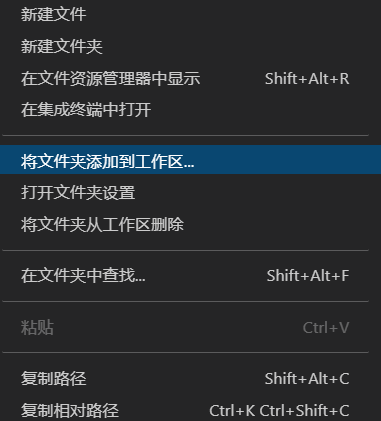 新建文件
新建文件夹
在文件资源管理器中显示 Shift+Alt+R
在集成终端中打开
将文件夹添加到工作区...
打开文件夹设置
将文件夹从工作区删除
在文件夹中查找... Shift+Alt+F
粘贴 Ctrl+V
复制路径 Shift+Alt+C
复制相对路径 Ctrl+K Ctrl+Shift+C